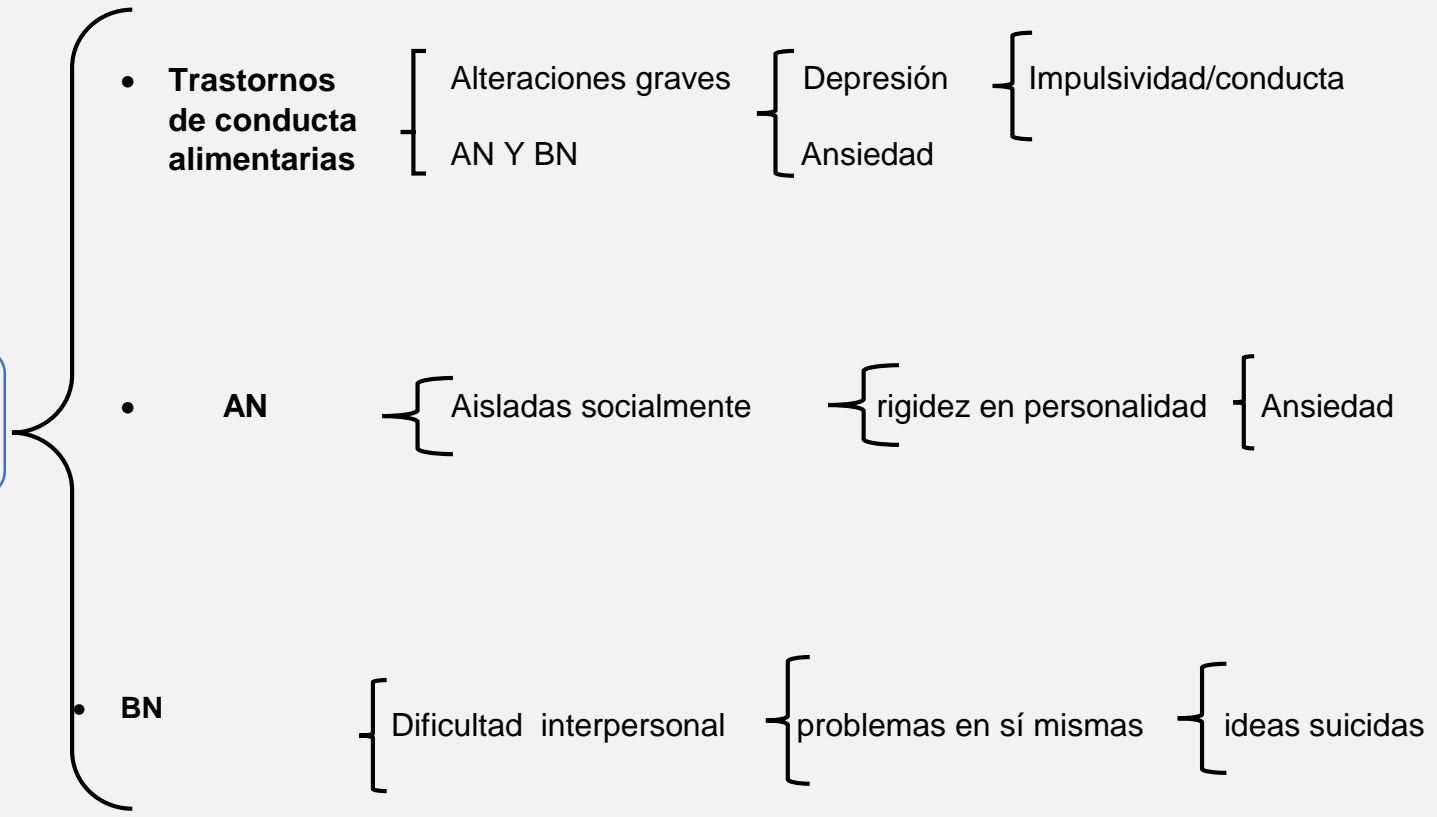 • Trastornos
de conducta
alimentarias
Alteraciones graves
AN Y BN
Depresión
Ansiedad
Impulsividad/conducta
• AN
Aisladas socialmente
rigidez en personalidad
Ansiedad
• BN
Dificultad interpersonal
problemas en sí mismas
ideas suicidas